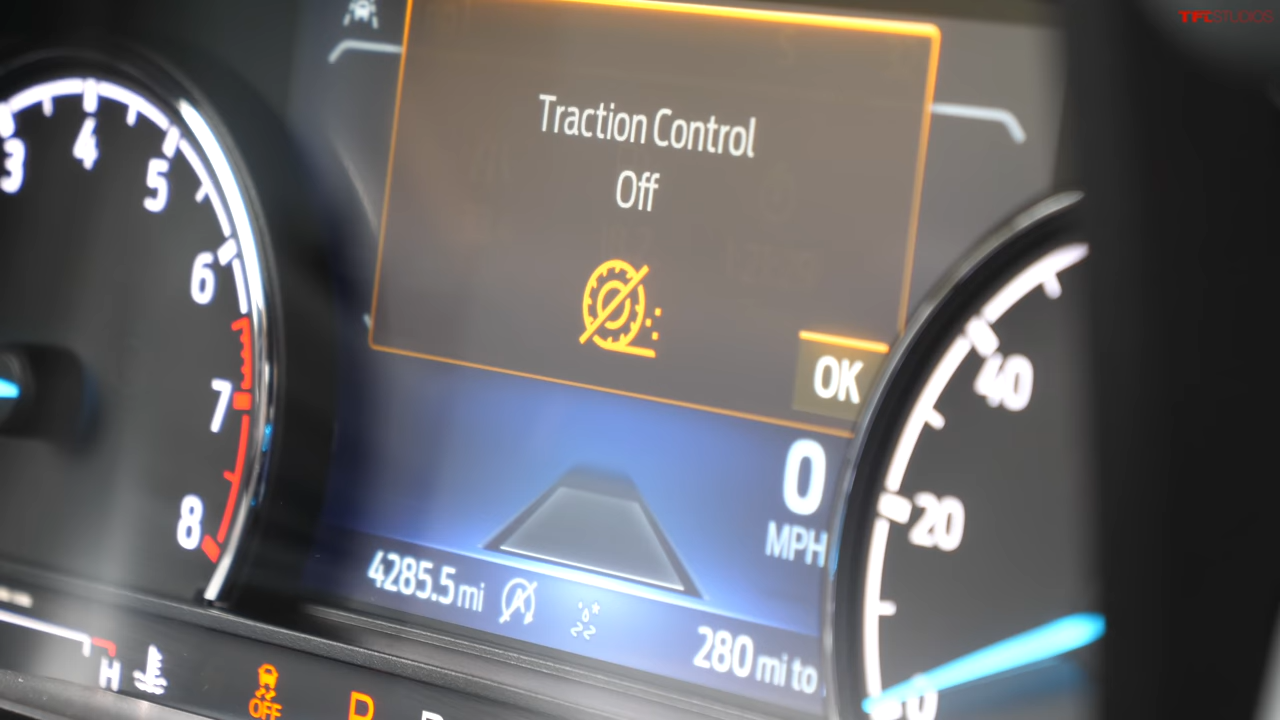 TFLSTUDIOS
Traction Control
Off
OK
3
4
5
6
7
8
40
20
0
0
MPH
4285.5 mi
280 mi to
H
OFF
P